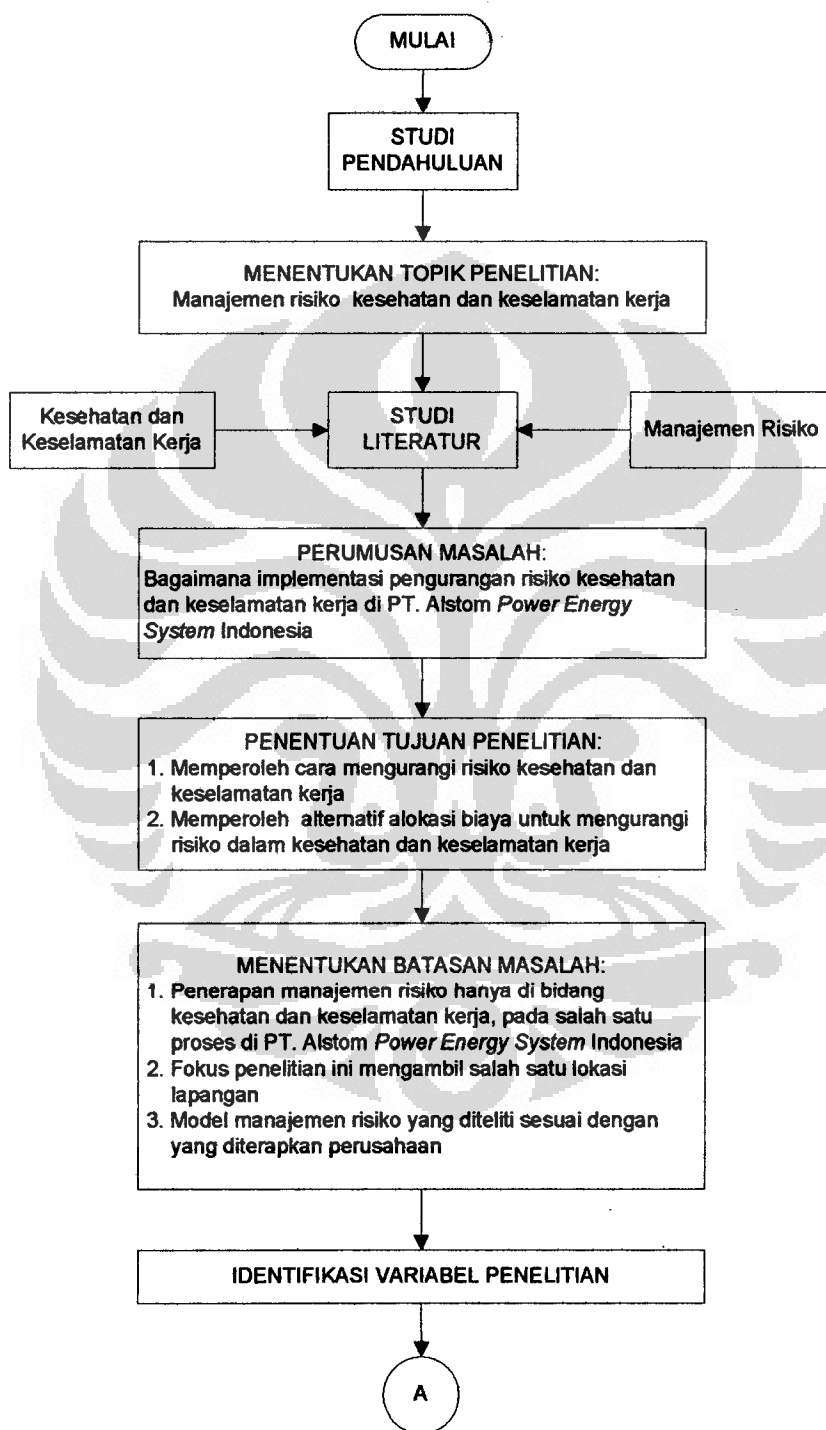 MULAI
STUDI
PENDAHULUAN
MENENTUKAN TOPIK PENELITIAN:
Manajemen risiko kesehatan dan keselamatan kerja
Kesehatan dan
Keselamatan Kerja
STUDI
LITERATUR
Manajemen Risiko
PERUMUSAN MASALAH:
Bagaimana implementasi pengurangan risiko kesehatan
dan keselamatan kerja di PT. Alstom Power Energy
System Indonesia
PENENTUAN TUJUAN PENELITIAN:
1. Memperoleh cara mengurangi risiko kesehatan dan
keselamatan kerja
2. Memperoleh alternatif alokasi biaya untuk mengurangi
risiko dalam kesehatan dan keselamatan kerja
MENENTUKAN BATASAN MASALAH:
1. Penerapan manajemen risiko hanya di bidang
kesehatan dan keselamatan kerja, pada salah satu
proses di PT. Alstom Power Energy System Indonesia
2. Fokus penelitian ini mengambil salah satu lokasi
lapangan
3. Model manajemen risiko yang diteliti sesuai dengan
yang diterapkan perusahaan
IDENTIFIKASI VARIABEL PENELITIAN
A